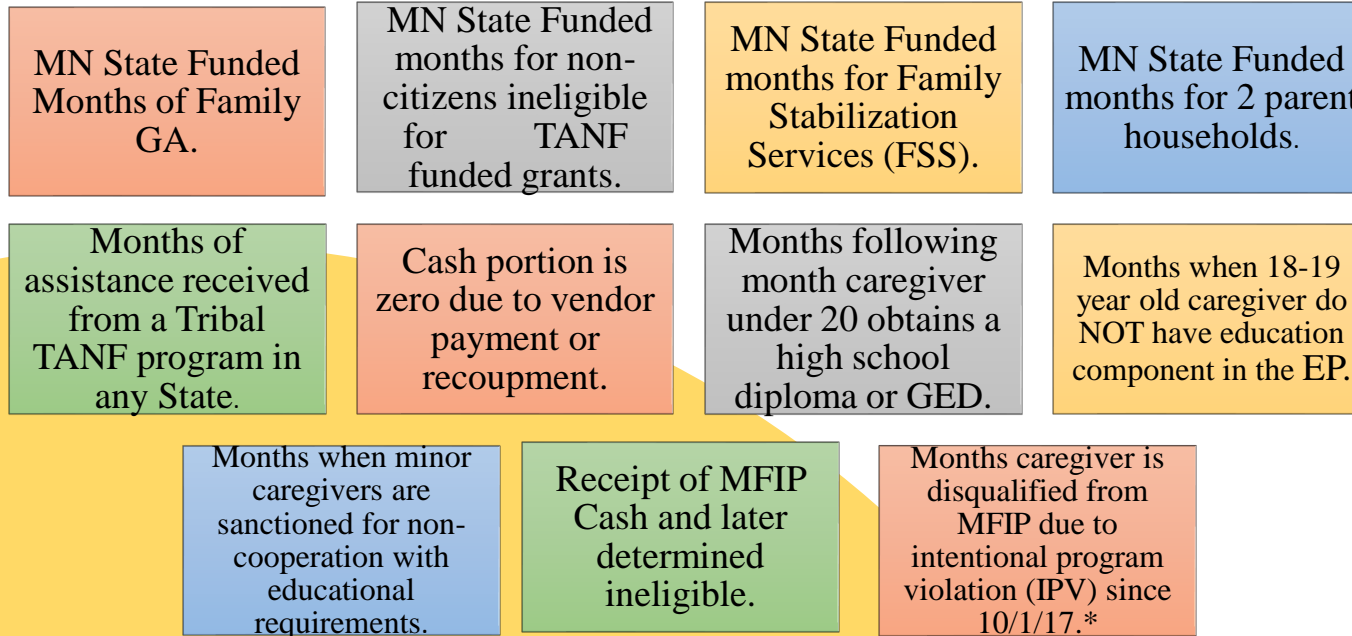 MN State Funded
Months of Family
GA.
MN State Funded
months for non-
citizens ineligible
for TANF
funded grants.
MN State Funded
months for Family
Stabilization
Services (FSS).
MN State Funded
months for 2 parent
households.
Months of
assistance received
from a Tribal
TANF program in
any State.
Cash portion is
zero due to vendor
payment or
recoupment.
Months following
month caregiver
under 20 obtains a
high school
diploma or GED.
Months when 18-19
year old caregiver do
NOT have education
component in the EP.
Months when minor
caregivers are
sanctioned for non-
cooperation with
educational
requirements.
Receipt of MFIP
Cash and later
determined
ineligible.
Months caregiver is
disqualified from
MFIP due to
intentional program
violation (IPV) since
10/1/17.*